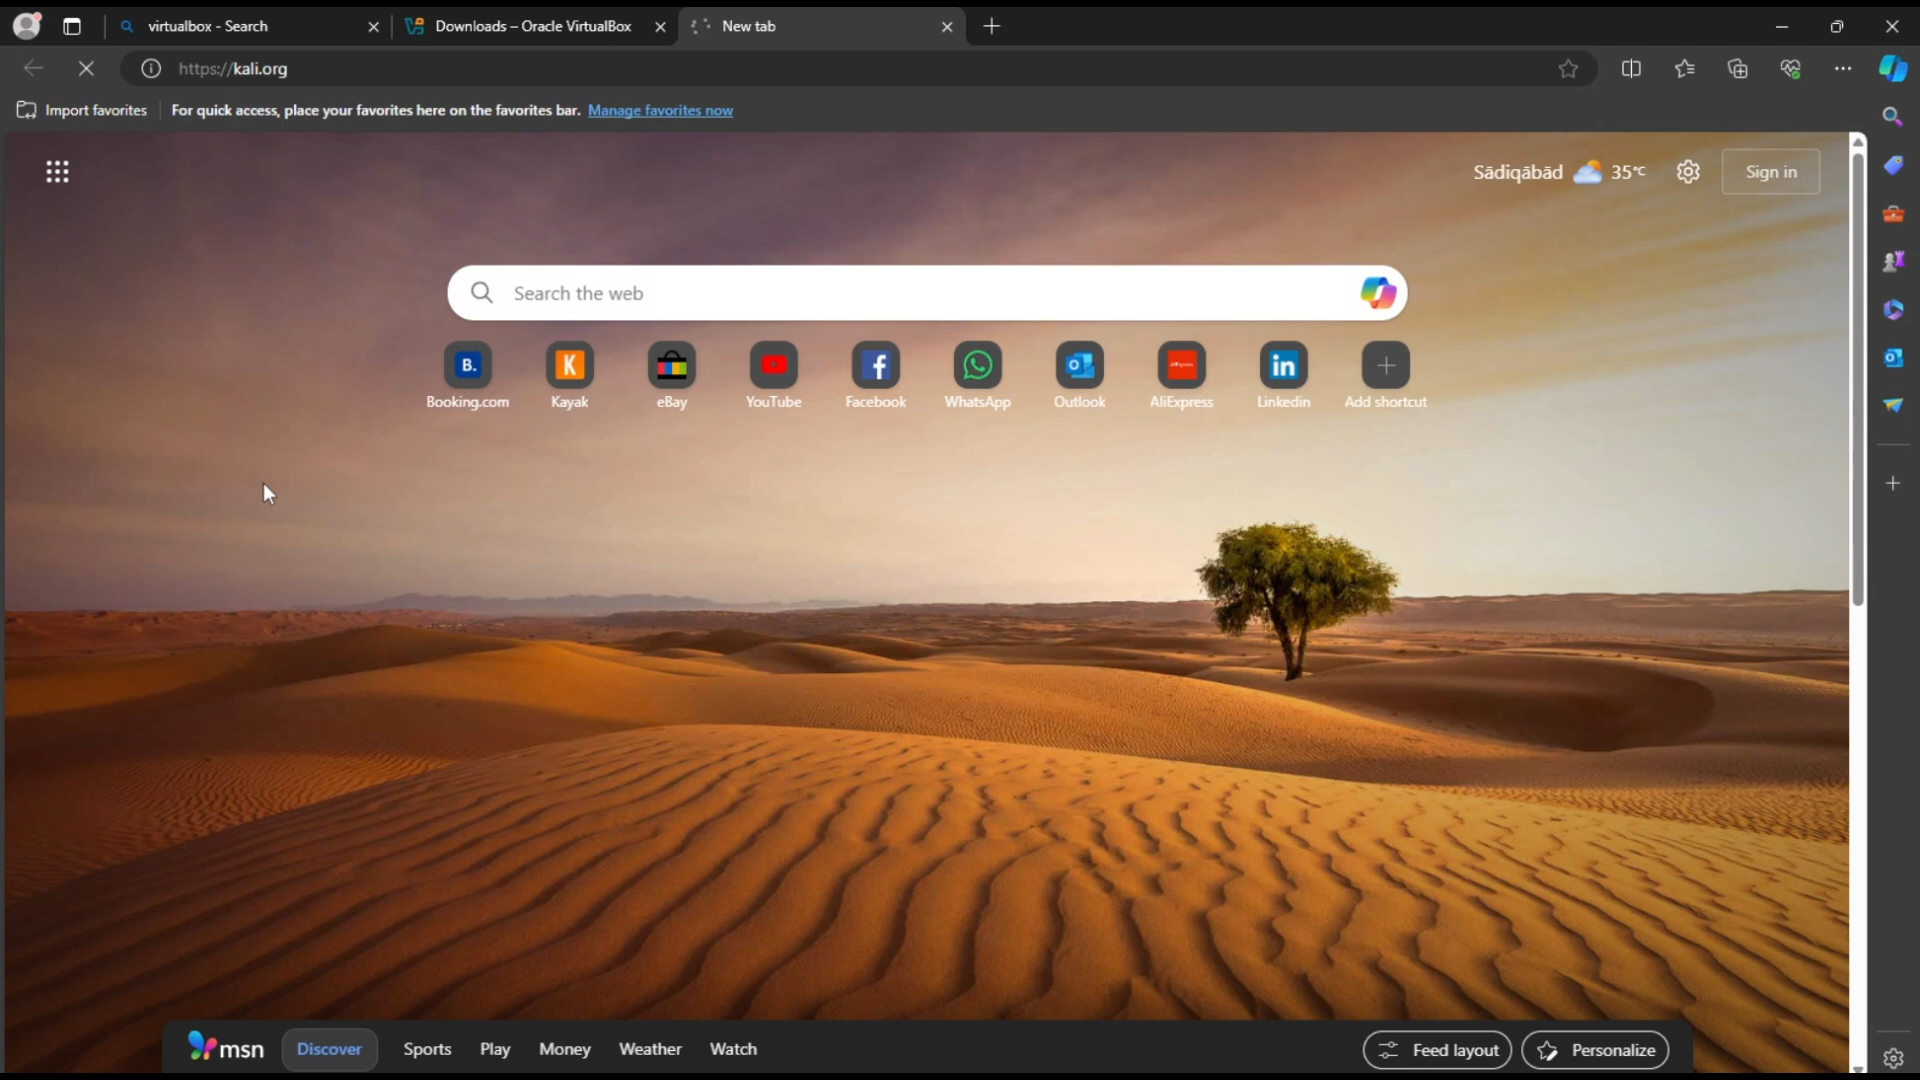 virtualbox - Search
Downloads – Oracle VirtualBox
New tab
https://kali.org
Import favorites
For quick access, place your favorites here on the favorites bar. Manage favorites now
Sādiqābād 35°C
Sign in
Search the web
B.
K
Booking.com
Kayak
eBay
YouTube
Facebook
WhatsApp
Outlook
AliExpress
Linkedin
Add shortcut
msn
Discover
Sports
Play
Money
Weather
Watch
Feed layout
Personalize